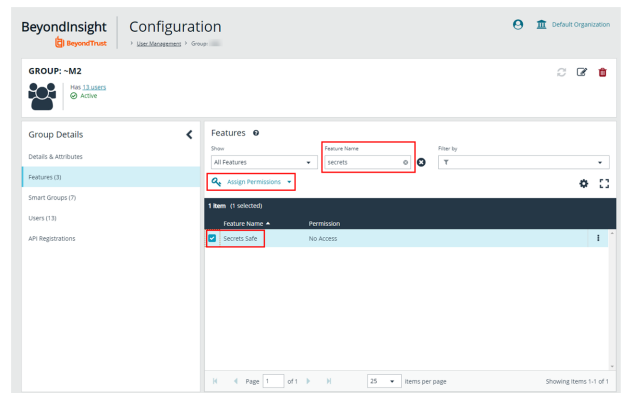 BeyondInsight
BeyondTrust
Configuration
User Management > Group:
Default Organization
GROUP: ~M2
Has 13 users
Active
Group Details
Details & Attributes
Features (3)
Smart Groups (7)
Users (13)
API Registrations
Features
Show
Feature Name
Filter by
All Features
secrets
Assign Permissions
1 item (1 selected)
Feature Name
Permission
Secrets Safe
No Access
Page 1 of 1
25 items per page
Showing items 1-1 of 1